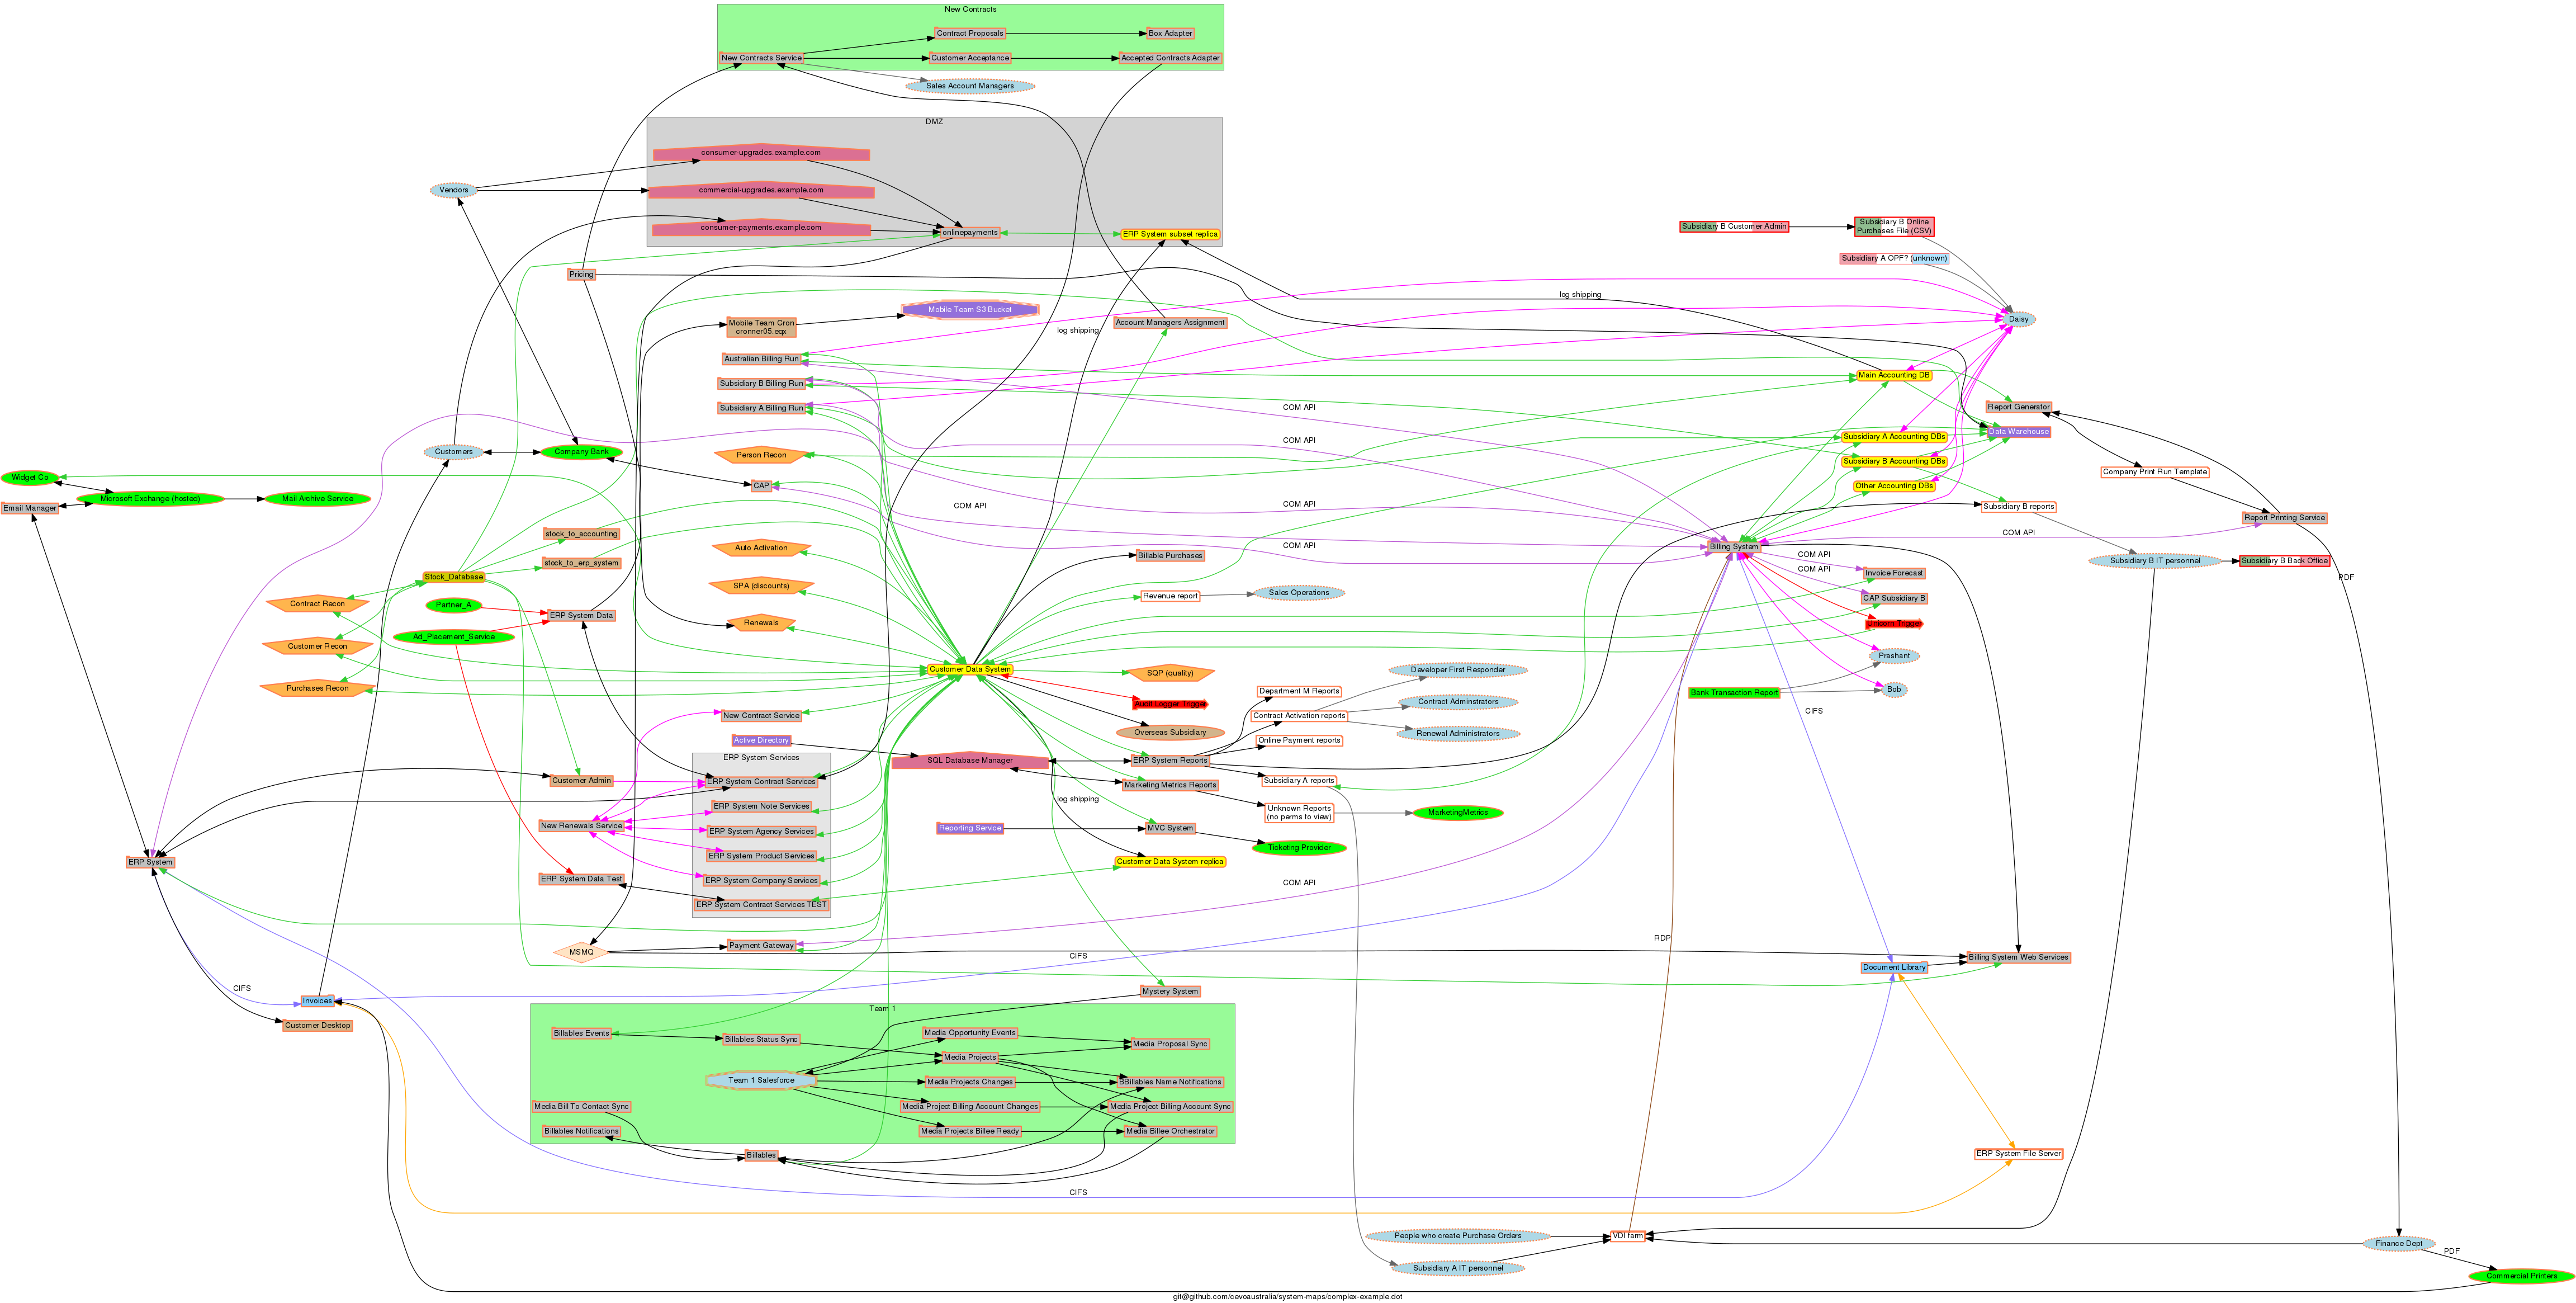 New Contracts
Contract Proposals
Box Adapter
New Contracts Service
Customer Acceptance
Accepted Contracts Adapter
Sales Account Managers
DMZ
consumer-upgrades.example.com
Vendors
commercial-upgrades.example.com
consumer-payments.example.com
onlinepayments
ERP System subset replica
Subsidiary B Customer Admin
Subsidiary B Online
Purchases File (CSV)
Subsidiary A OPF? (unknown)
Pricing
log shipping
Mobile Team S3 Bucket
Mobile Team Cron
cronner05.eqx
Account Managers Assignment
log shipping
Daisy
Australian Billing Run
Subsidiary B Billing Run
Main Accounting DB
Subsidiary A Billing Run
COM API
Report Generator
Data Warehouse
Subsidiary A Accounting DBs
COM API
Customers
Company Bank
Person Recon
Subsidiary B Accounting DBs
Company Print Run Template
Widget Co
CAP
Other Accounting DBs
Microsoft Exchange (hosted)
Mail Archive Service
Email Manager
COM API
COM API
Subsidiary B reports
Report Printing Service
stock_to_accounting
COM API
COM API
Auto Activation
Billing System
Billable Purchases
COM API
stock_to_erp_system
Subsidiary B IT personnel
Subsidiary B Back Office
COM API
Invoice Forecast
PDF
Stock_Database
SPA (discounts)
Revenue report
Sales Operations
CAP Subsidiary B
Contract Recon
Partner_A
ERP System Data
Renewals
Unicorn Trigger
Ad_Placement_Service
Customer Recon
Prashant
Customer Data System
SQP (quality)
Developer First Responder
Purchases Recon
Bank Transaction Report
Bob
Department M Reports
Audit Logger Trigger
Contract Adminstrators
New Contract Service
Contract Activation reports
CIFS
Overseas Subsidiary
Renewal Administrators
Active Directory
Online Payment reports
ERP System Services
SQL Database Manager
ERP System Reports
Customer Admin
ERP System Contract Services
Subsidiary A reports
Marketing Metrics Reports
log shipping
ERP System Note Services
Unknown Reports
(no perms to view)
MarketingMetrics
New Renewals Service
ERP System Agency Services
Reporting Service
MVC System
Ticketing Provider
ERP System Product Services
Customer Data System replica
ERP System
ERP System Data Test
ERP System Company Services
COM API
ERP System Contract Services TEST
RDP
Payment Gateway
MSMQ
CIFS
Billing System Web Services
Document Library
CIFS
Mystery System
Invoices
Team 1
Customer Desktop
Billables Events
Billables Status Sync
Media Opportunity Events
Media Proposal Sync
Media Projects
Team 1 Salesforce
Media Projects Changes
BBillables Name Notifications
Media Bill To Contact Sync
Media Project Billing Account Changes
Media Project Billing Account Sync
Billables Notifications
Media Projects Billee Ready
Media Billee Orchestrator
Billables
ERP System File Server
CIFS
People who create Purchase Orders
VDI farm
Finance Dept
PDF
Subsidiary A IT personnel
Commercial Printers
git@github.com/cevoaustralia/system-maps/complex-example.dot